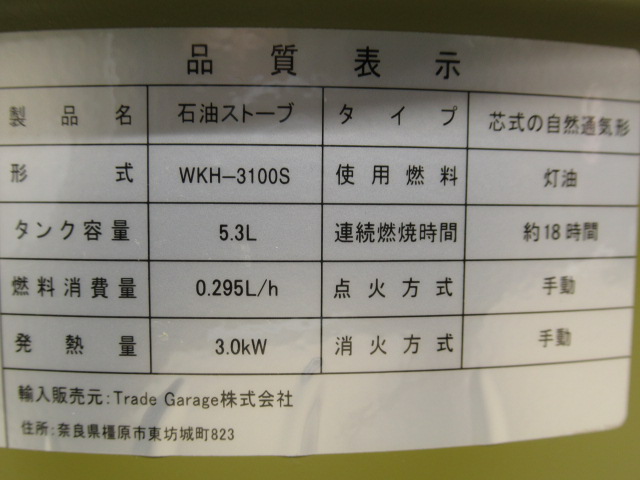 品質表示
製品名 石油ストーブ タイプ 芯式の自然通気形
形式 WKH-3100S 使用燃料 灯油
タンク容量 5.3L 連続燃焼時間 約18時間
燃料消費量 0.295L/h 点火方式 手動
発熱量 3.0kW 消火方式 手動
輸入販売元:Trade Garage株式会社
住所:奈良県橿原市東坊城町823